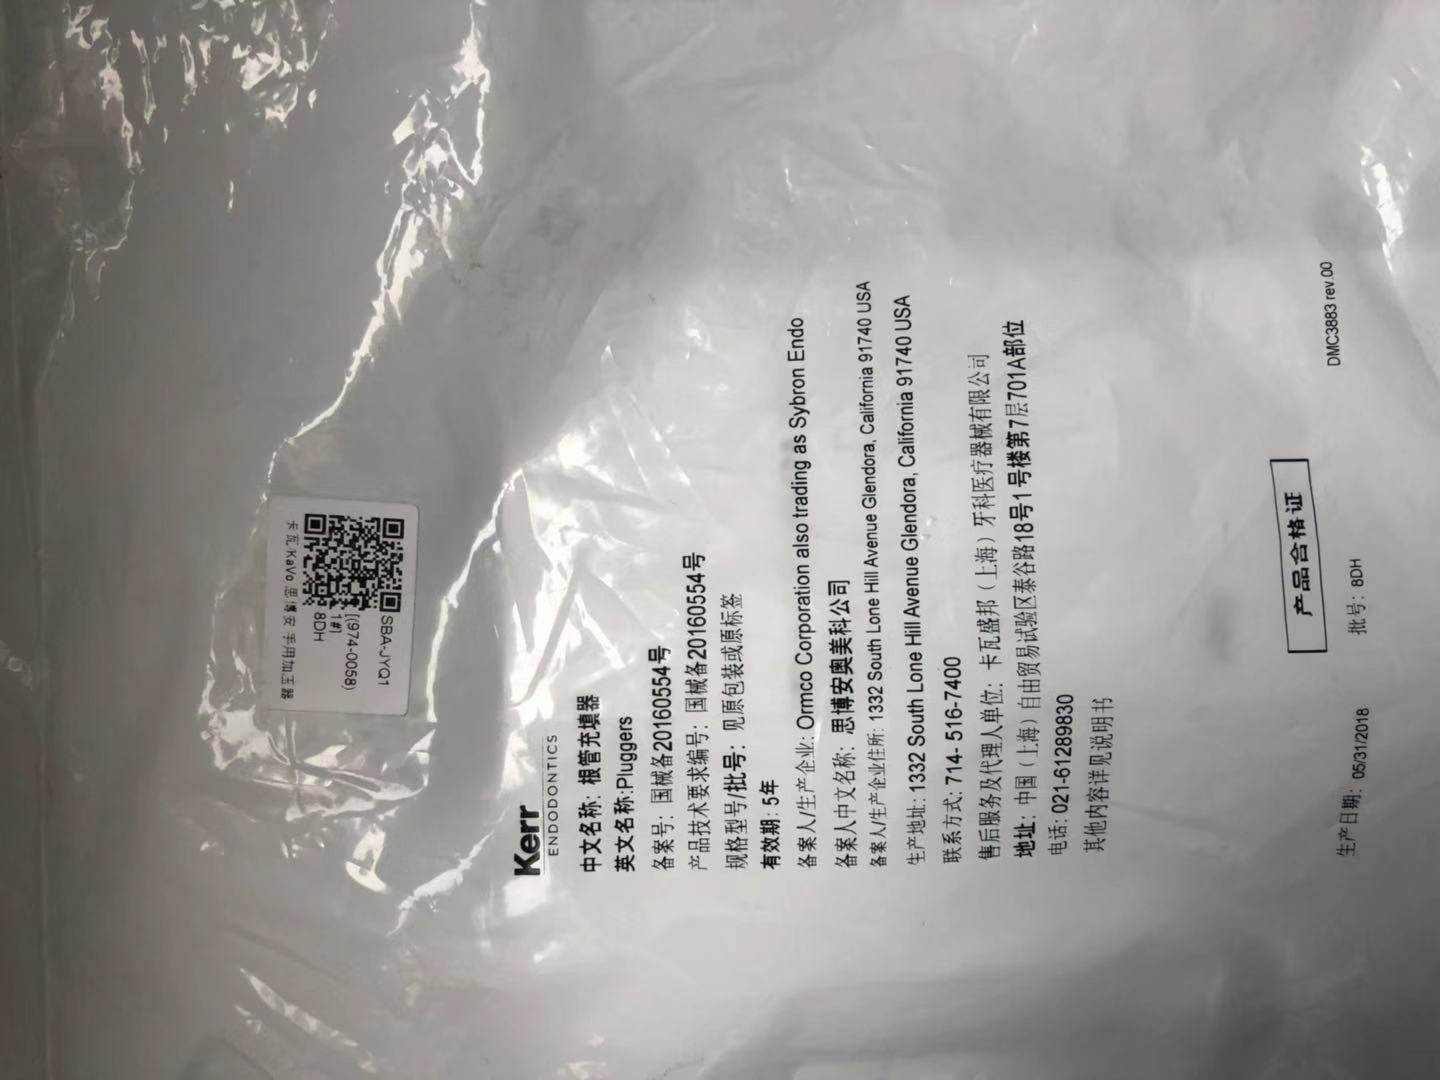 卡瓦 KaVo 思博安 手用加压器
SBA-JYQ1
[(974-0058)
1#]
8DH
Kerr
ENDODONTICS
中文名称: 根管充填器
英文名称:Pluggers
备案号: 国械备20160554号
产品技术要求编号: 国械备20160554号
规格型号/批号: 见原包装或原标签
有效期: 5年
备案人/生产企业: Ormco Corporation also trading as Sybron Endo
备案人中文名称: 思博安奥美科公司
备案人/生产企业住所: 1332 South Lone Hill Avenue Glendora, California 91740 USA
生产地址: 1332 South Lone Hill Avenue Glendora, California 91740 USA
联系方式: 714- 516-7400
售后服务及代理人单位: 卡瓦盛邦（上海）牙科医疗器械有限公司
地址: 中国（上海）自由贸易试验区泰谷路18号1号楼第7层701A部位
电话: 021-61289830
其他内容详见说明书
产品合格证
生产日期: 05/31/2018
批号: 8DH
DMC3883 rev.00